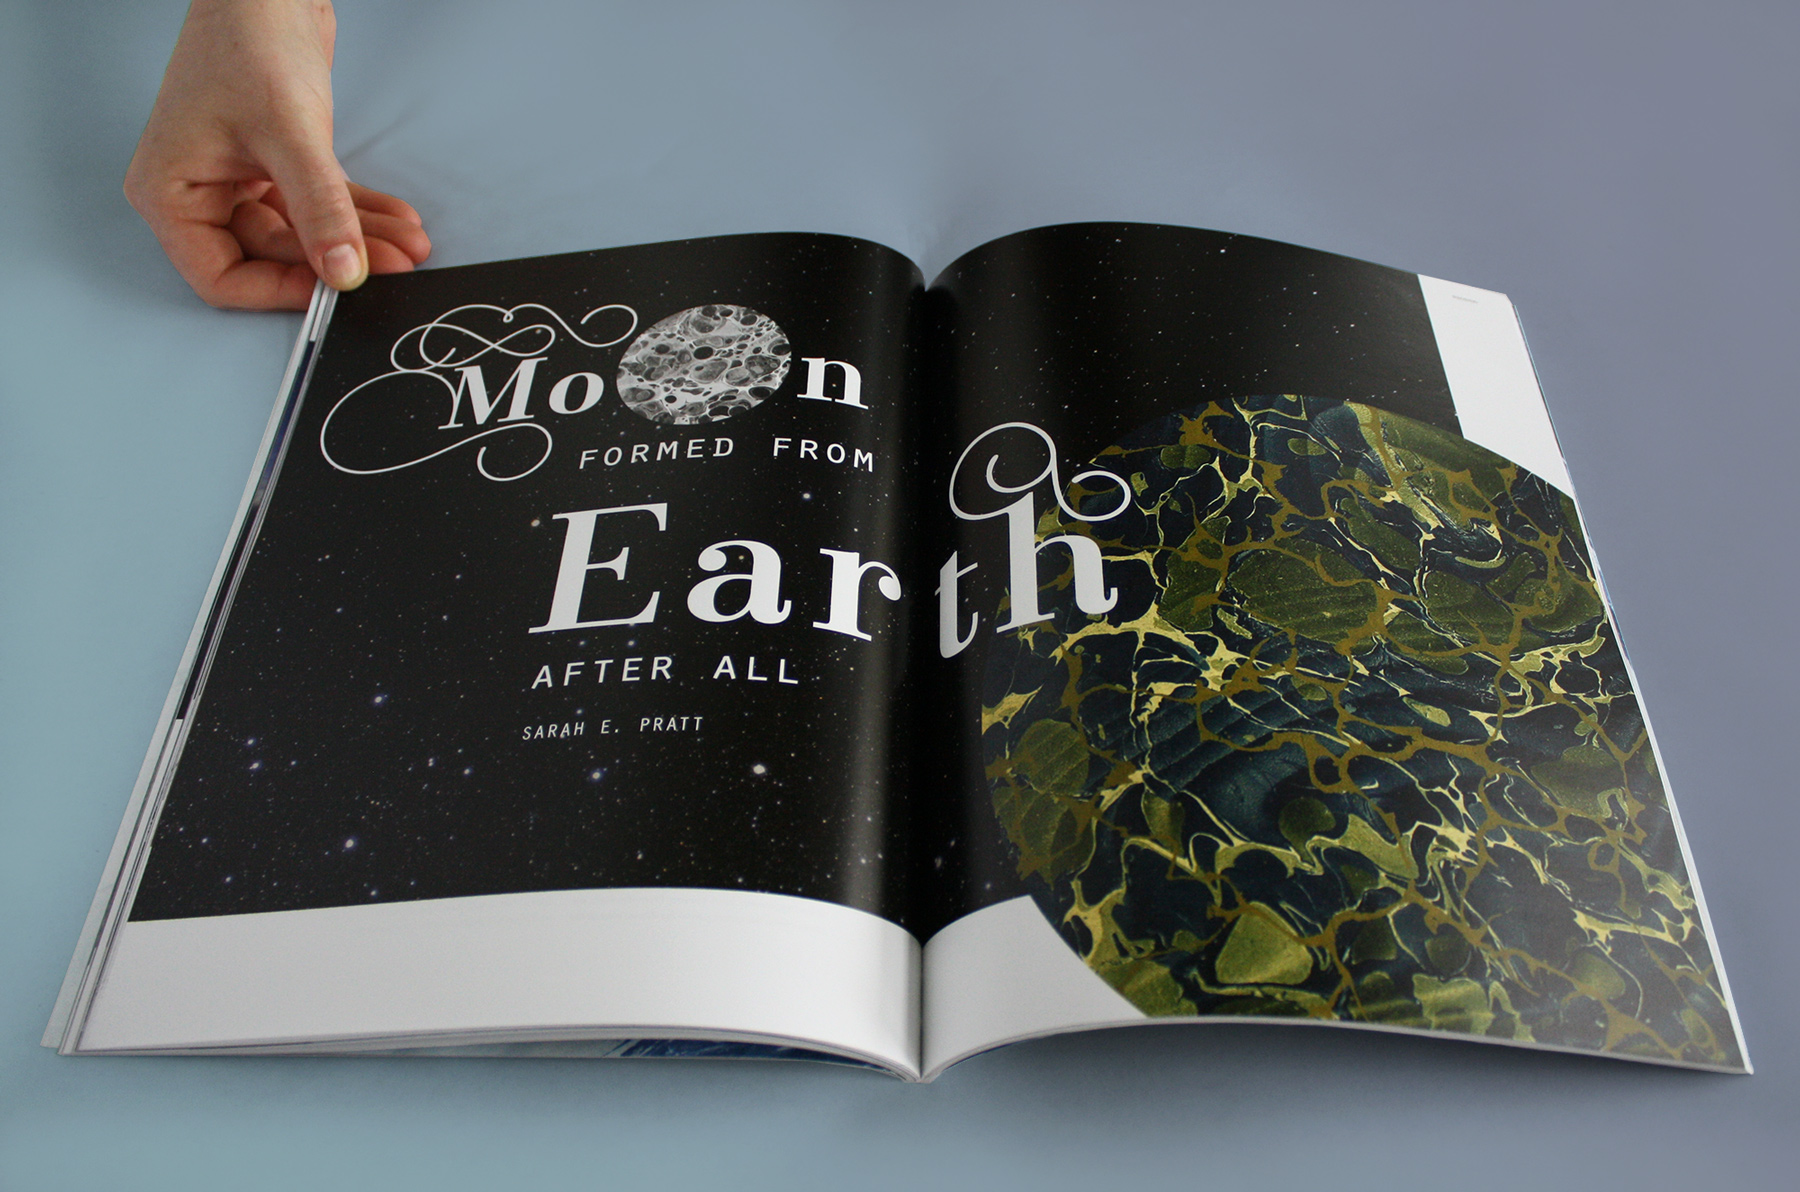 Moon
FORMED FROM
Earth
AFTER ALL
SARAH E. PRATT